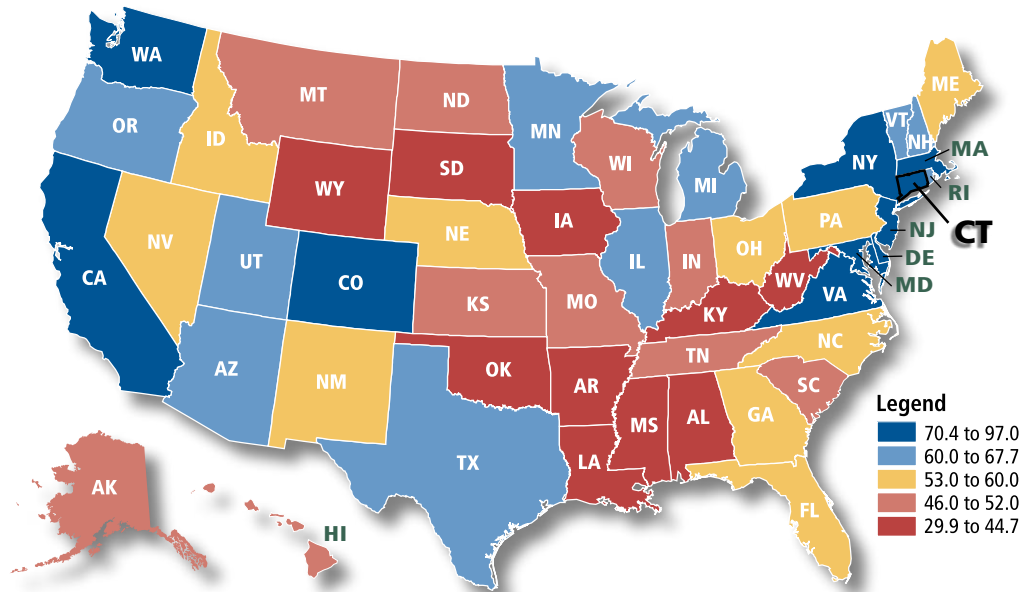 WA
MT
ND
MN
ME
OR
ID
VT
NH
MA
WI
NY
SD
WY
MI
RI
CT
IA
PA
NJ
NE
OH
NV
UT
IL
IN
DE
CA
CO
WV
MD
VA
KS
MO
KY
NC
TN
AZ
NM
OK
AR
SC
GA
MS
AL
TX
LA
FL
AK
HI
Legend
70.4 to 97.0
60.0 to 67.7
53.0 to 60.0
46.0 to 52.0
29.9 to 44.7